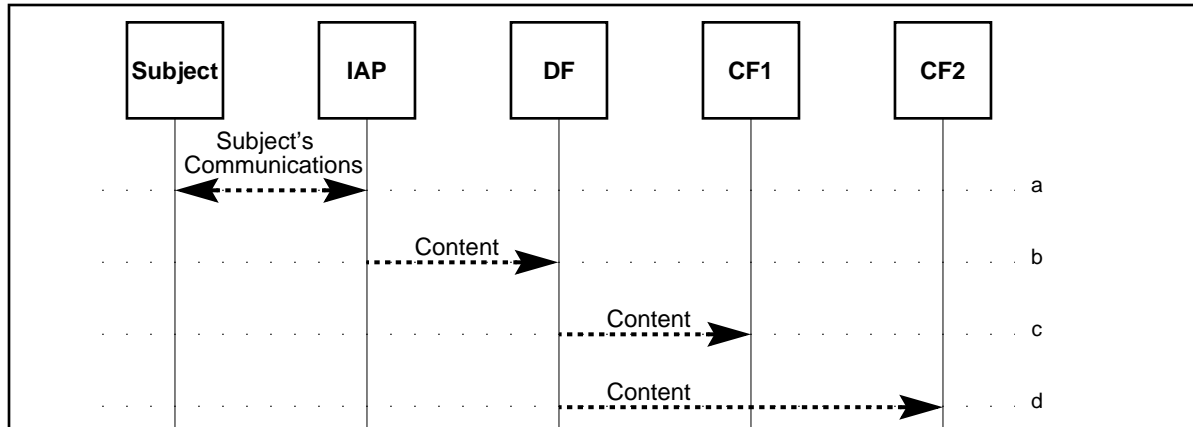 Subject
IAP
DF
CF1
CF2
Subject's
Communications
a
Content
b
Content
c
Content
d